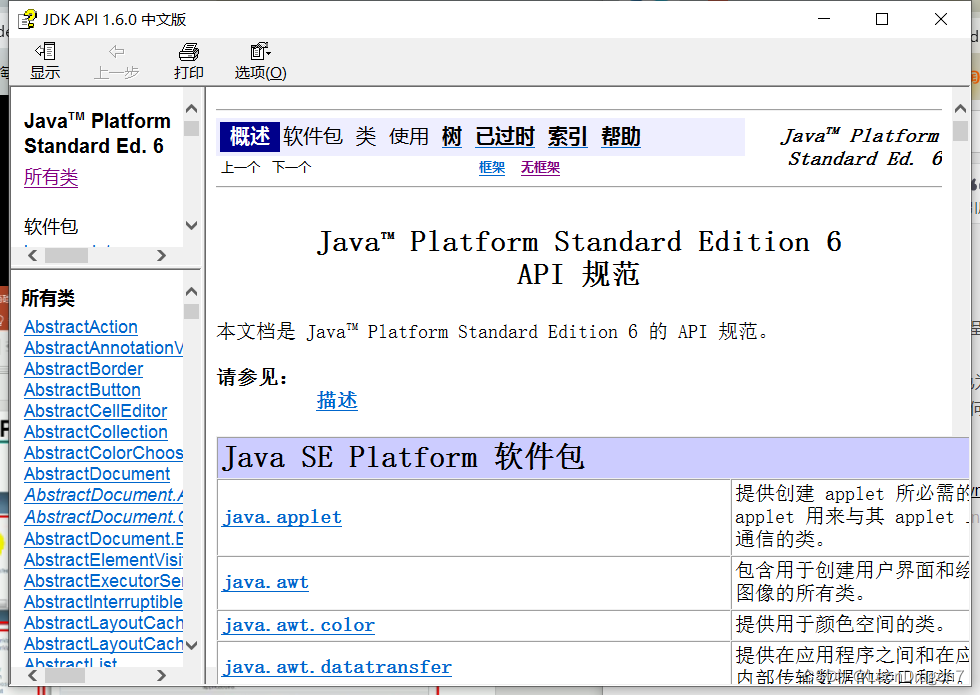 JDK API 1.6.0 中文版
显示 上一步 打印 选项(O)
Java™ Platform
Standard Ed. 6
所有类
软件包
所有类
AbstractAction
AbstractAnnotationV
AbstractBorder
AbstractButton
AbstractCellEditor
AbstractCollection
AbstractColorChoos
AbstractDocument
AbstractDocument.A
AbstractDocument.C
AbstractDocument.E
AbstractElementVisi
AbstractExecutorSer
AbstractInterruptible
AbstractLayoutCach
AbstractLayoutCach
AbstractList
概述 软件包 类 使用 树 已过时 索引 帮助
Java™ Platform
Standard Ed. 6
上一个 下一个 框架 无框架
Java™ Platform Standard Edition 6
API 规范
本文档是 Java™ Platform Standard Edition 6 的 API 规范。
请参见：
描述
Java SE Platform 软件包
java.applet
提供创建 applet 所必需的
applet 用来与其 applet
通信的类。
java.awt
包含用于创建用户界面和绘
图像的所有类。
java.awt.color
提供用于颜色空间的类。
java.awt.datatransfer
提供在应用程序之间和在应
内部传输数据的接口和类。